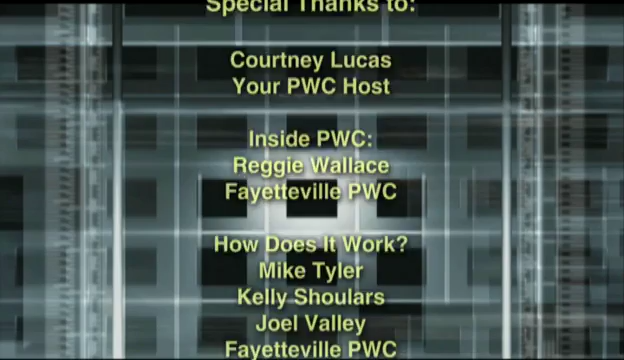 Special Thanks to:
Courtney Lucas
Your PWC Host
Inside PWC:
Reggie Wallace
Fayetteville PWC
How Does It Work?
Mike Tyler
Kelly Shoulars
Joel Valley
Fayetteville PWC